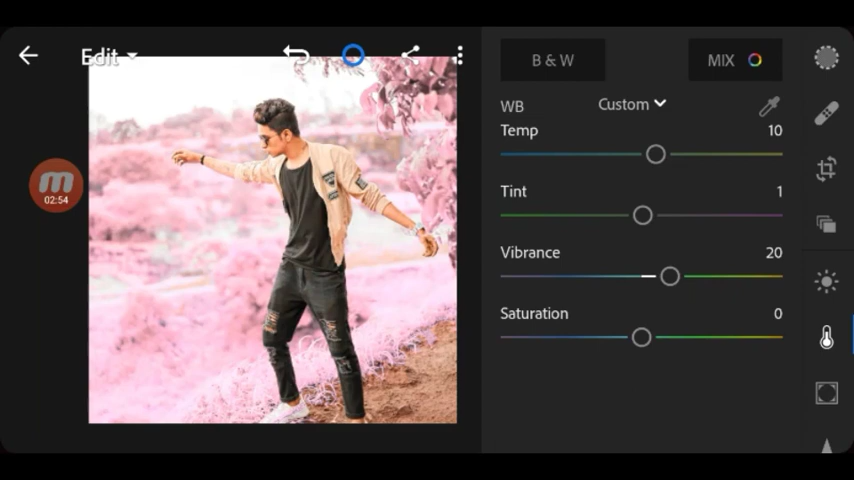 Edit
B & W
MIX
WB
Custom
Temp
10
Tint
1
Vibrance
20
Saturation
0
02:54